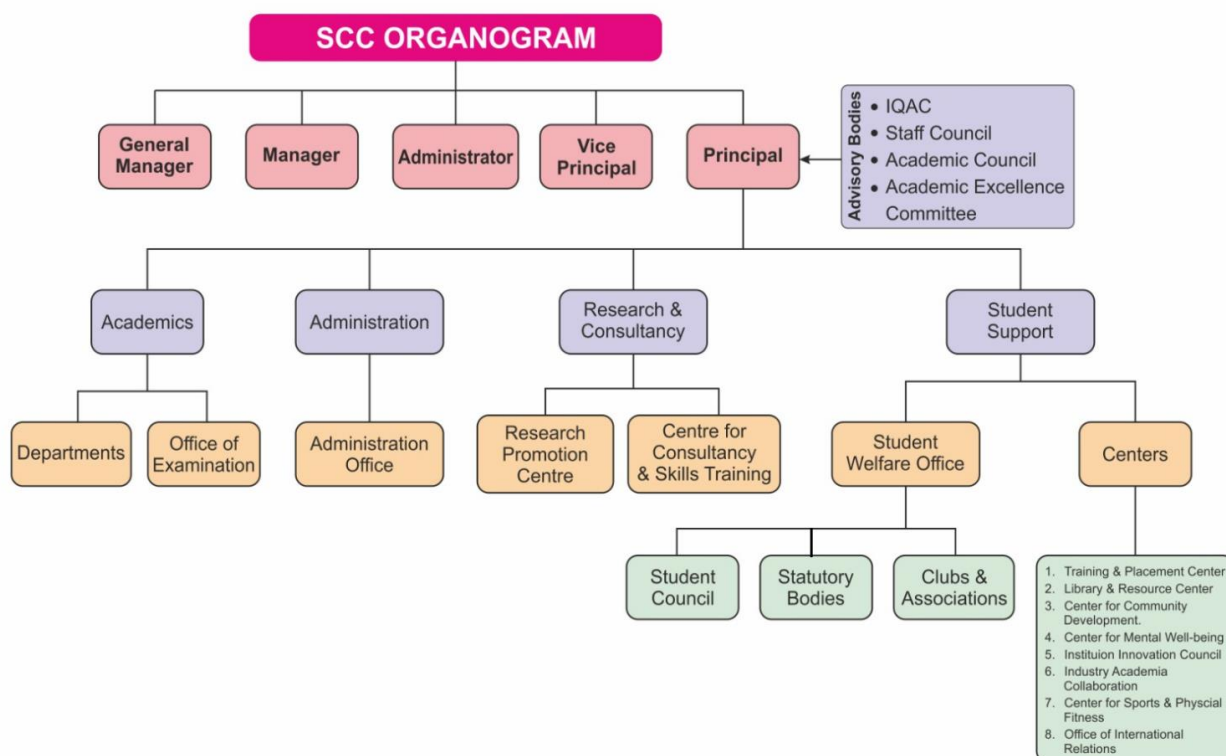 SCC ORGANOGRAM
General
Manager
Manager
Administrator
Vice
Principal
Principal
Advisory Bodies
• IQAC
• Staff Council
• Academic Council
• Academic Excellence
Committee
Academics
Administration
Research &
Consultancy
Student
Support
Departments
Office of
Examination
Administration
Office
Research
Promotion
Centre
Centre for
Consultancy
& Skills Training
Student
Welfare Office
Centers
Student
Council
Statutory
Bodies
Clubs &
Associations
1. Training & Placement Center
2. Library & Resource Center
3. Center for Community
Development.
4. Center for Mental Well-being
5. Instituion Innovation Council
6. Industry Academia
Collaboration
7. Center for Sports & Physcial
Fitness
8. Office of International
Relations